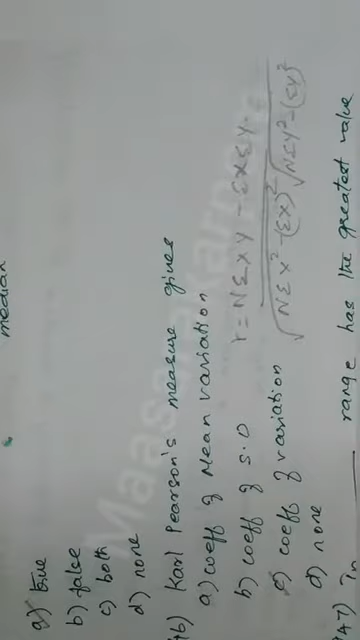 median
a) true
b) false
c) both
d) none
46) Karl Pearson's measure gives
a) coeff of Mean variation
b) coeff of S.D
c) coeff of variation
d) none
r = NΣXY - ΣXΣY
√NΣX² - (ΣX)² √NΣY² - (ΣY)²
47) In ____ range has the greatest value